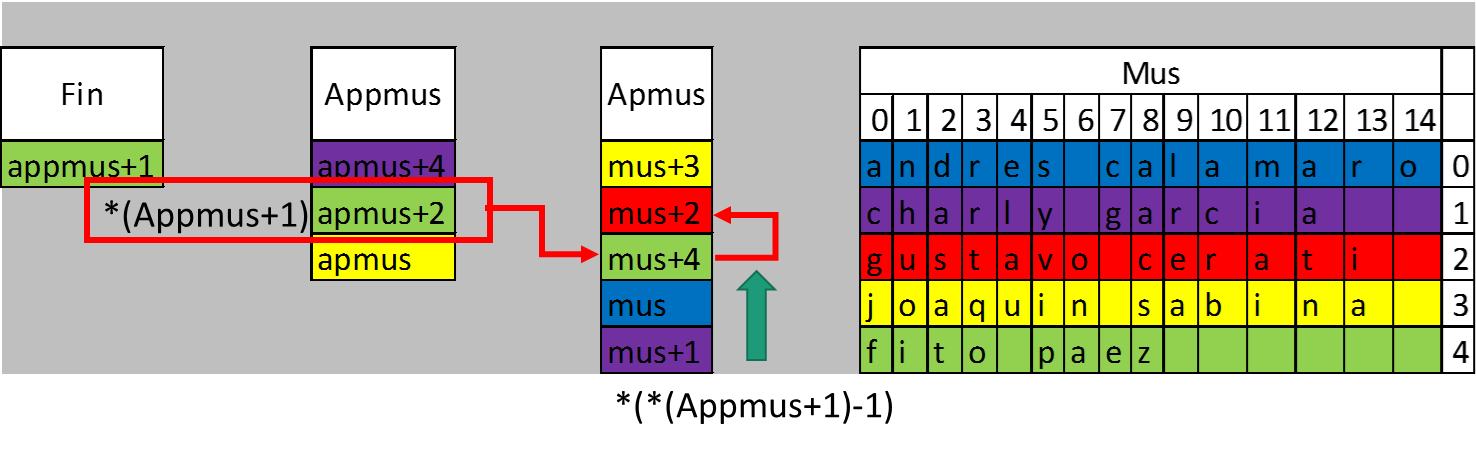 Fin Appmus Apmus Mus
0 1 2 3 4 5 6 7 8 9 10 11 12 13 14
appmus+1 apmus+4 mus+3 a n d r e s c a l a m a r o 0
*(Appmus+1) apmus+2 mus+2 c h a r l y g a r c i a 1
apmus mus+4 g u s t a v o c e r a t i 2
mus j o a q u i n s a b i n a 3
mus+1 f i t o p a e z 4
*(*(Appmus+1)-1)